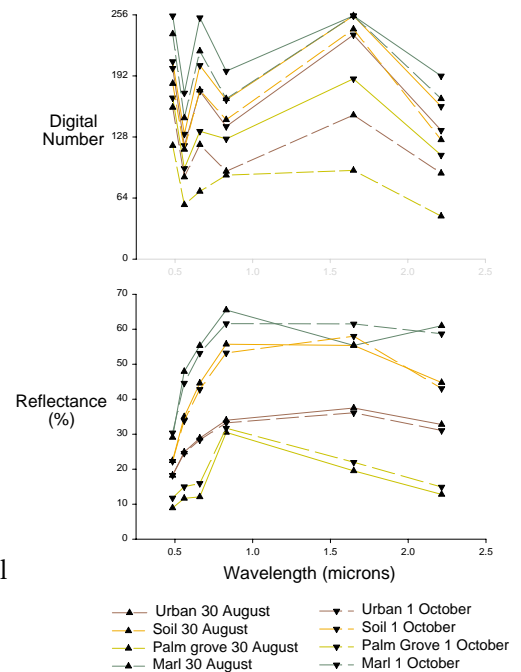 256
192
Digital
Number
128
64
0
0.5 1.0 1.5 2.0 2.5
70
60
50
40
Reflectance
(%)
30
20
10
0
0.5 1.0 1.5 2.0 2.5
l
Wavelength (microns)
Urban 30 August Urban 1 October
Soil 30 August Soil 1 October
Palm grove 30 August Palm Grove 1 October
Marl 30 August Marl 1 October